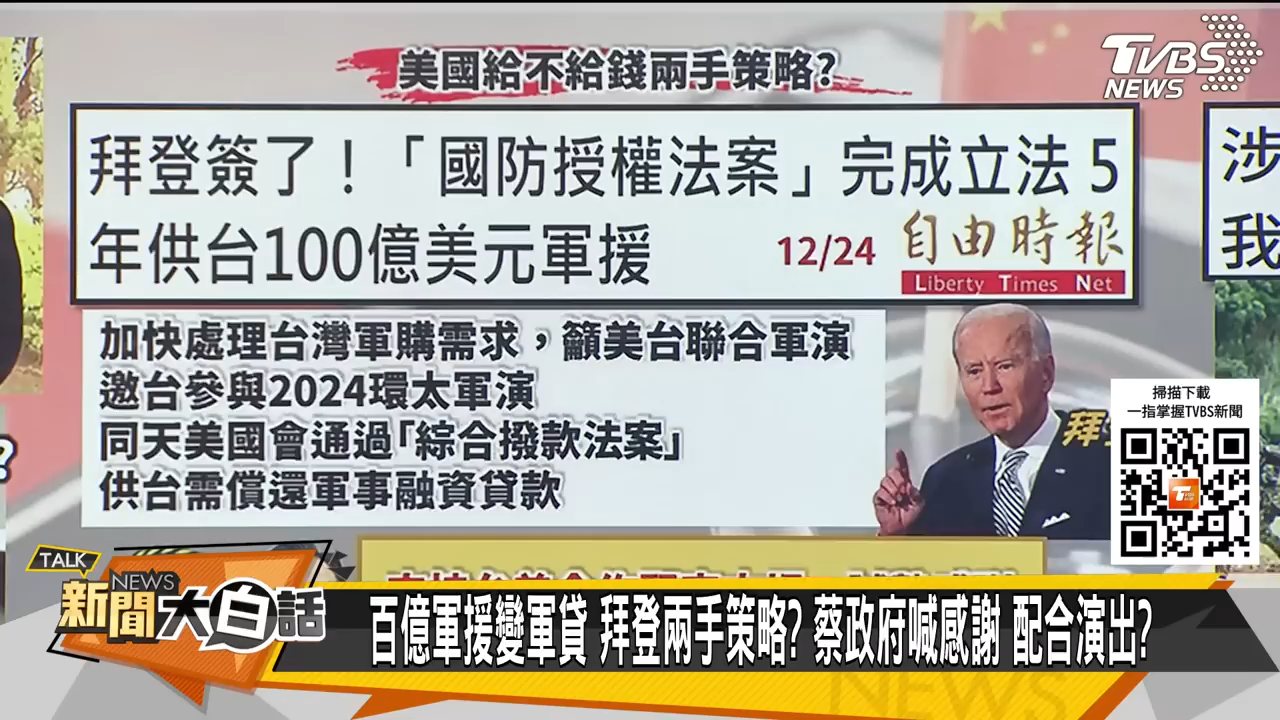 美國給不給錢兩手策略?
TVBS
NEWS
拜登簽了！「國防授權法案」完成立法 5
年供台100億美元軍援
12/24
自由時報
Liberty Times Net
涉
我
加快處理台灣軍購需求，籲美台聯合軍演
邀台參與2024環太軍演
同天美國會通過「綜合撥款法案」
供台需償還軍事融資貸款
拜
?
掃描下載
一指掌握TVBS新聞
TVBS
TALK
NEWS
新聞大白話
百億軍援變軍貸 拜登兩手策略? 蔡政府喊感謝 配合演出?
NEWS